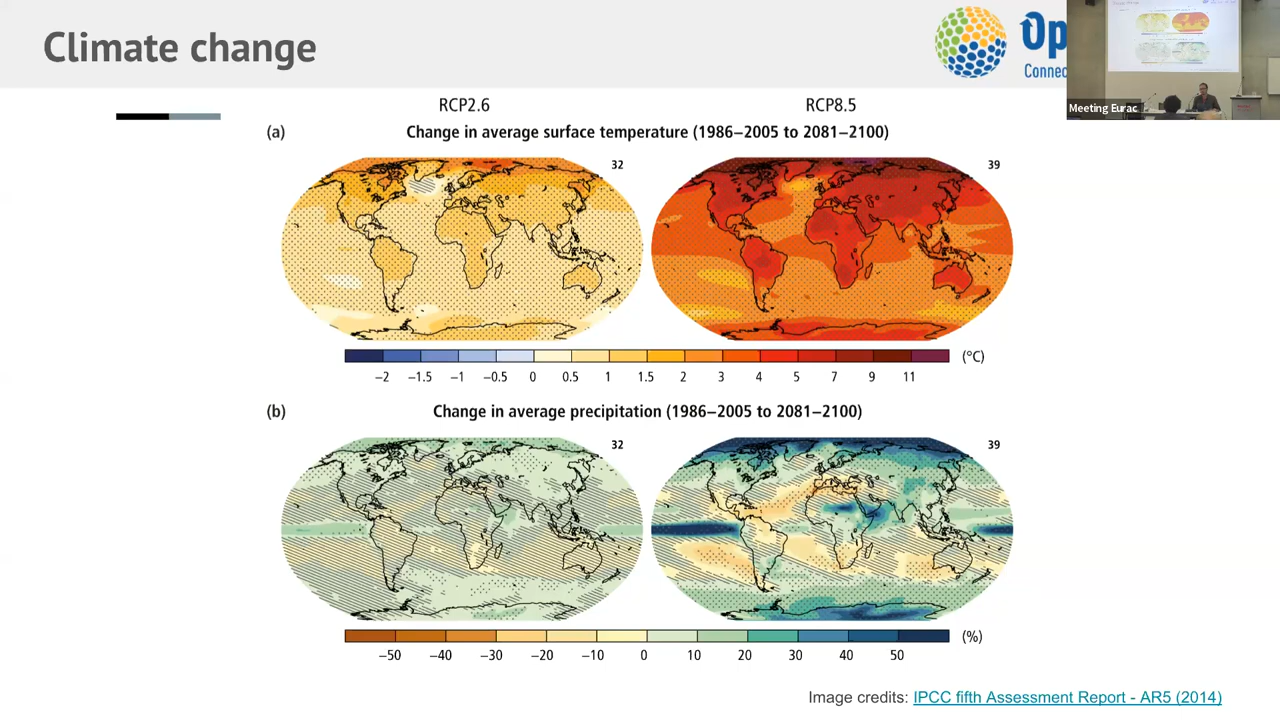 Climate change
Op
Connec
Meeting Eurac
RCP2.6
RCP8.5
(a)
Change in average surface temperature (1986–2005 to 2081–2100)
32
39
−2 −1.5 −1 −0.5 0 0.5 1 1.5 2 3 4 5 7 9 11
(°C)
(b)
Change in average precipitation (1986–2005 to 2081–2100)
32
39
−50 −40 −30 −20 −10 0 10 20 30 40 50
(%)
Image credits: IPCC fifth Assessment Report - AR5 (2014)